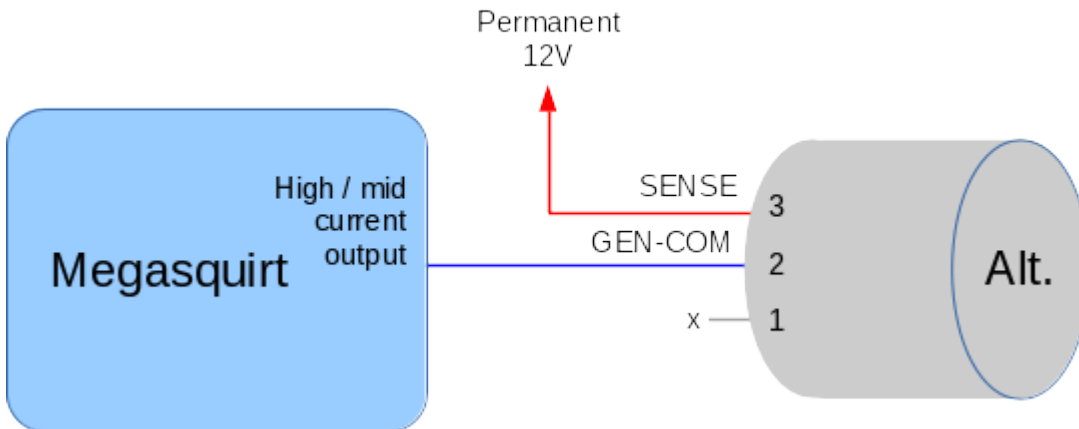 Permanent
12V
High / mid
current
output
Megasquirt
SENSE
GEN-COM
3
2
x
1
Alt.